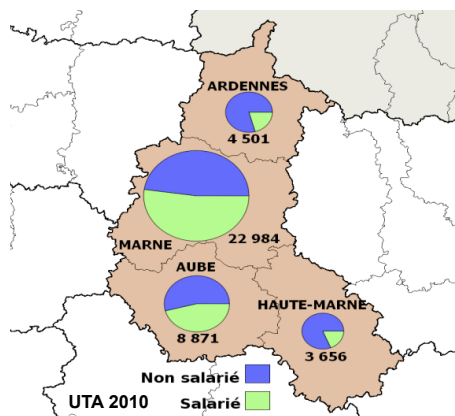 ARDENNES
4 501
MARNE
22 984
AUBE
8 871
HAUTE-MARNE
3 656
Non salarié
Salarié
UTA 2010